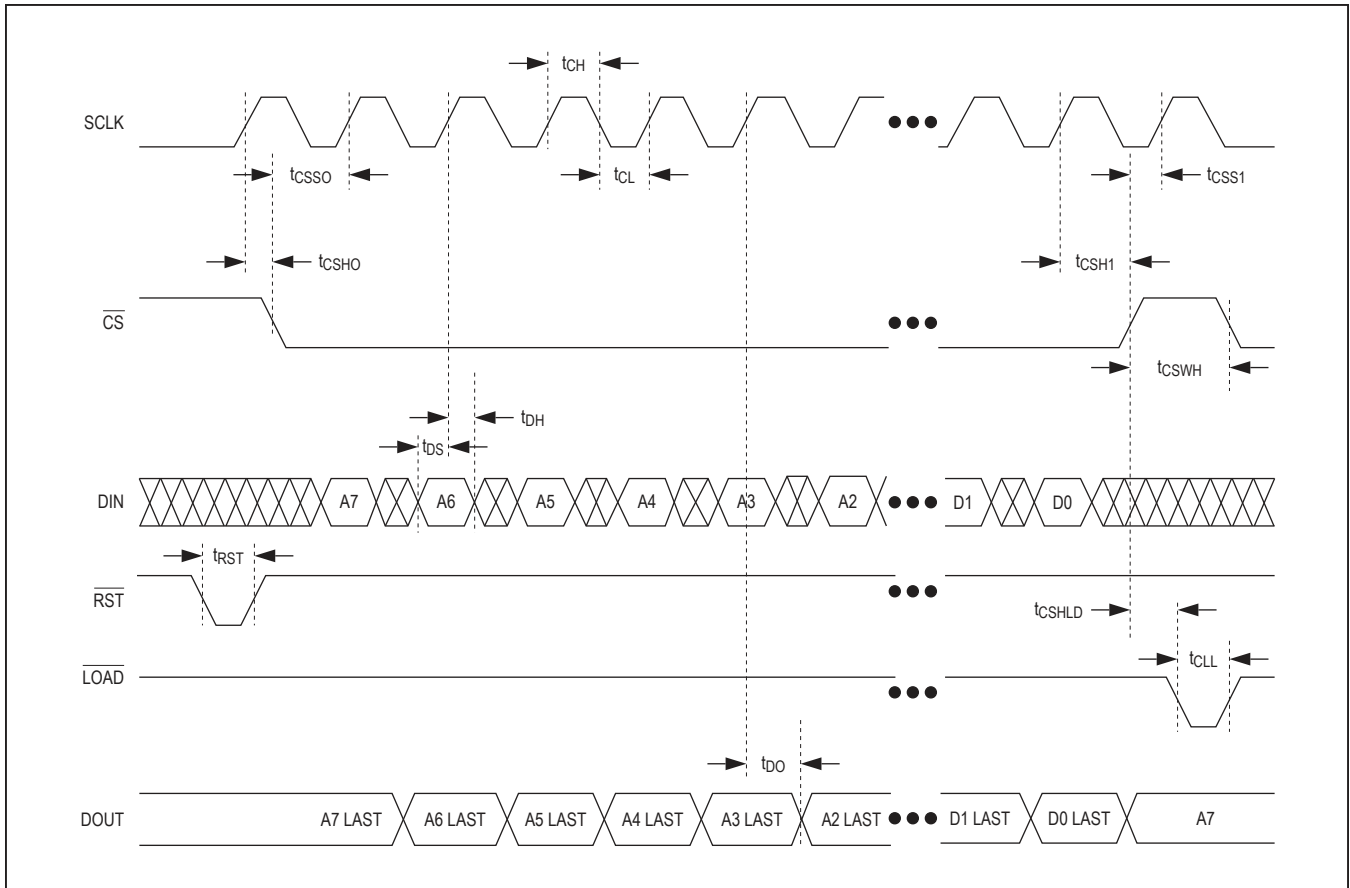 tCH
SCLK
tCSSO tCL tCSS1
tCSHO tCSH1
CS
tCSWH
tDH
tDS
DIN A7 A6 A5 A4 A3 A2 D1 D0
tRST
RST
tCSHLD
tCLL
LOAD
tDO
DOUT A7 LAST A6 LAST A5 LAST A4 LAST A3 LAST A2 LAST D1 LAST D0 LAST A7